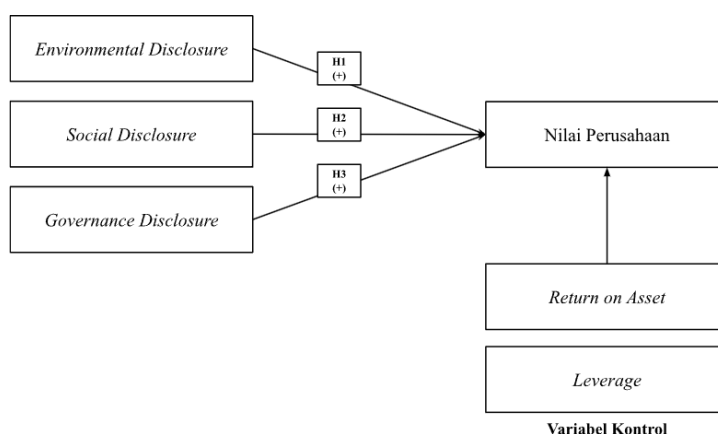 Environmental Disclosure
H1
(+)
Social Disclosure
H2
(+)
Nilai Perusahaan
H3
(+)
Governance Disclosure
Return on Asset
Leverage
Variabel Kontrol